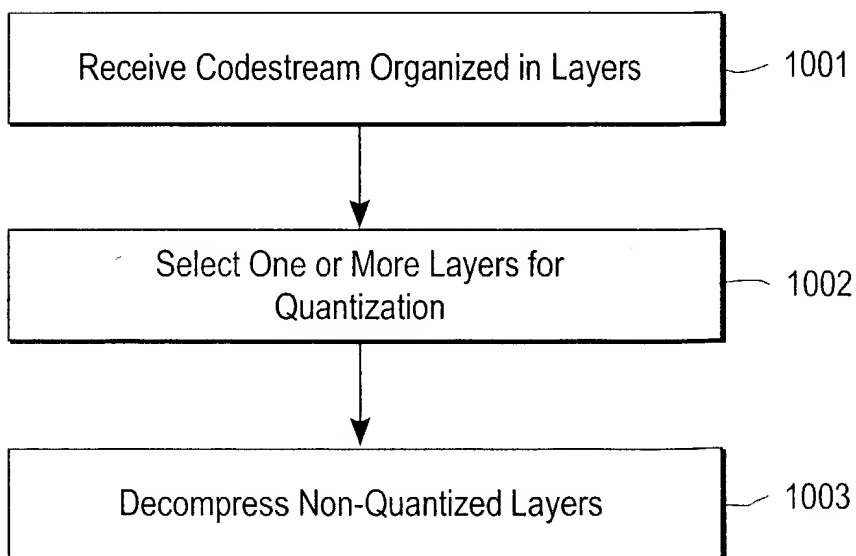 Receive Codestream Organized in Layers
1001
Select One or More Layers for
Quantization
1002
Decompress Non-Quantized Layers
1003